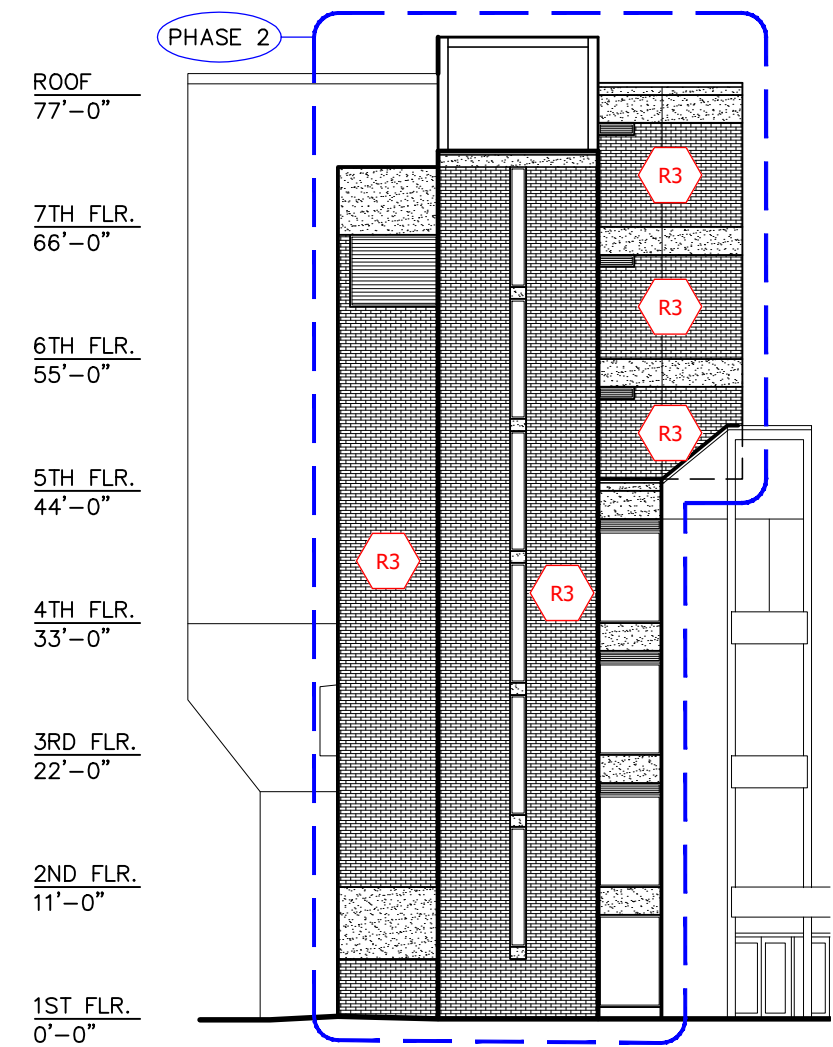 PHASE 2
ROOF
77'-0"
R3
7TH FLR.
66'-0"
R3
6TH FLR.
55'-0"
R3
5TH FLR.
44'-0"
R3
R3
4TH FLR.
33'-0"
3RD FLR.
22'-0"
2ND FLR.
11'-0"
1ST FLR.
0'-0"